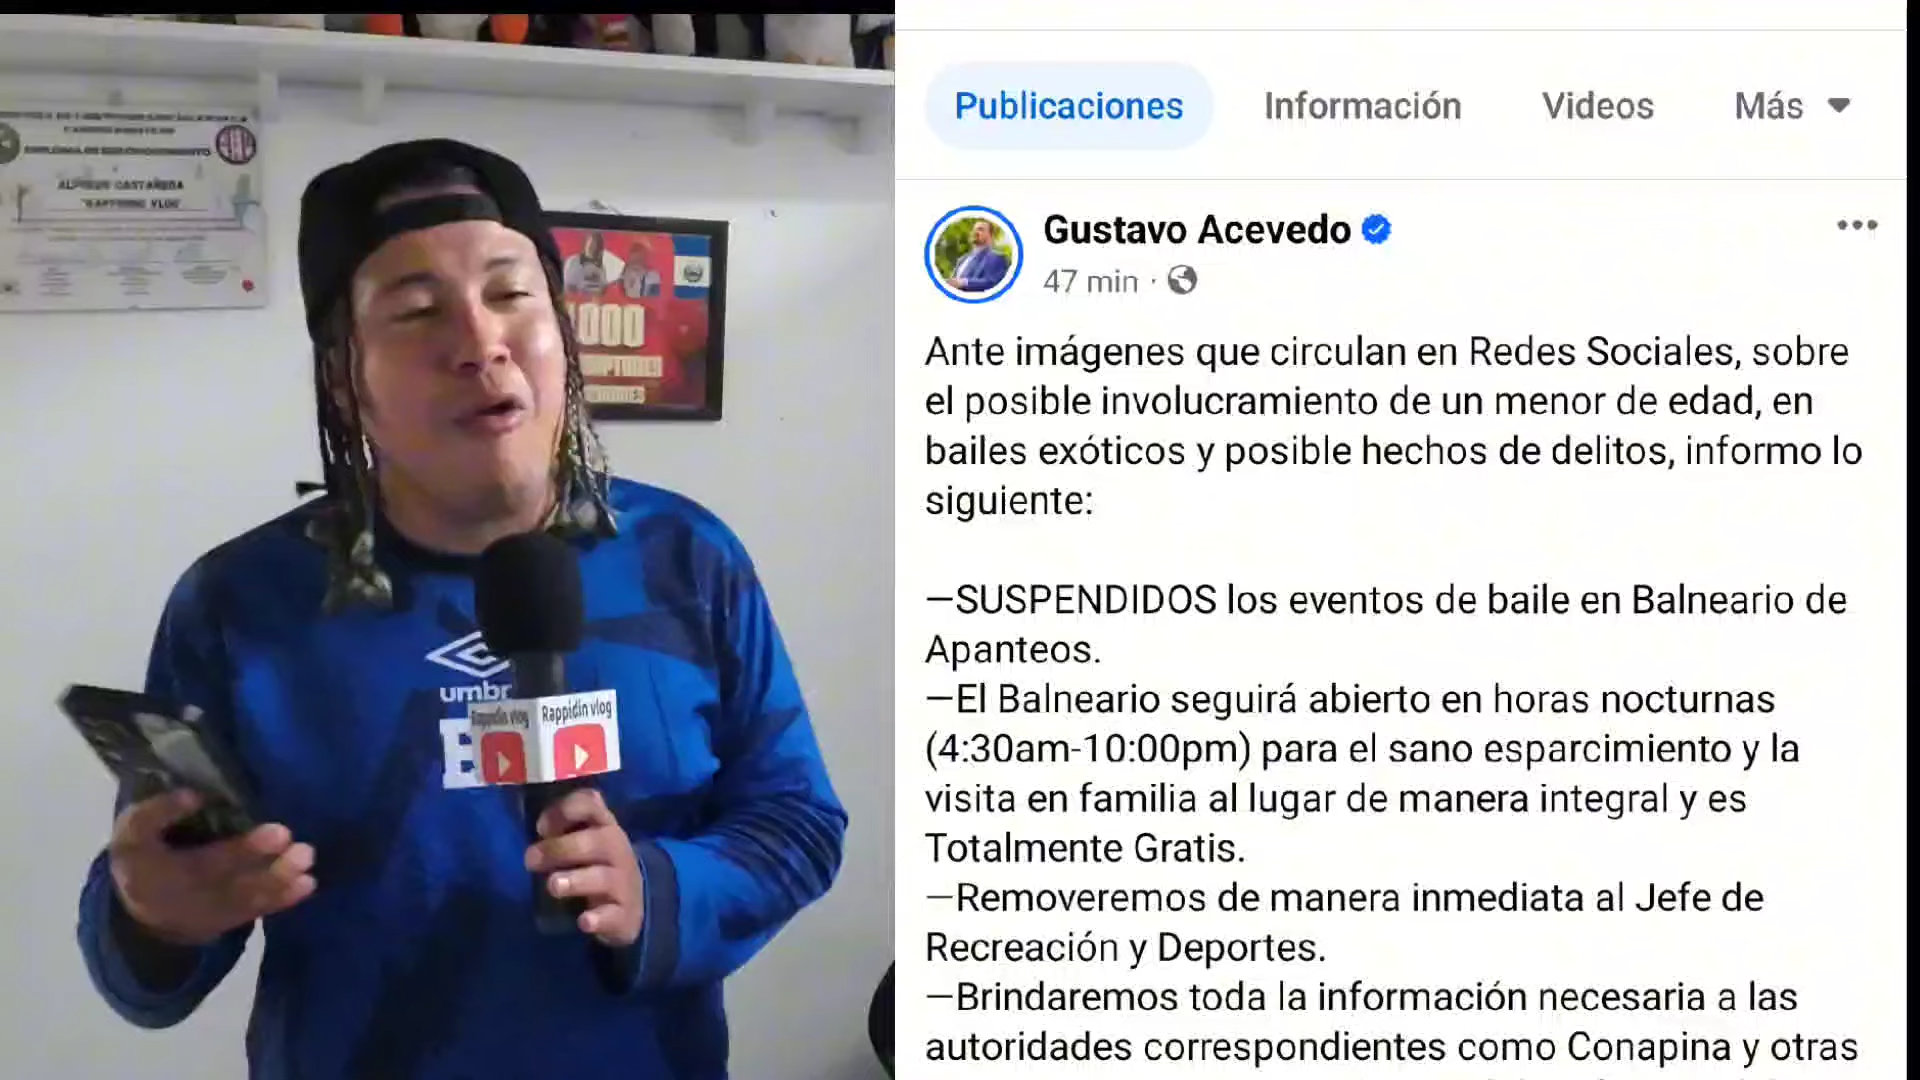 ALFREDO CASTAÑEDA
"RAPPIDIN VLOG"
umbr
Rappidin vlog
Rappidin vlog
Publicaciones
Información
Videos
Más
Gustavo Acevedo
47 min ·
Ante imágenes que circulan en Redes Sociales, sobre
el posible involucramiento de un menor de edad, en
bailes exóticos y posible hechos de delitos, informo lo
siguiente:
—SUSPENDIDOS los eventos de baile en Balneario de
Apanteos.
—El Balneario seguirá abierto en horas nocturnas
(4:30am-10:00pm) para el sano esparcimiento y la
visita en familia al lugar de manera integral y es
Totalmente Gratis.
—Removeremos de manera inmediata al Jefe de
Recreación y Deportes.
—Brindaremos toda la información necesaria a las
autoridades correspondientes como Conapina y otras